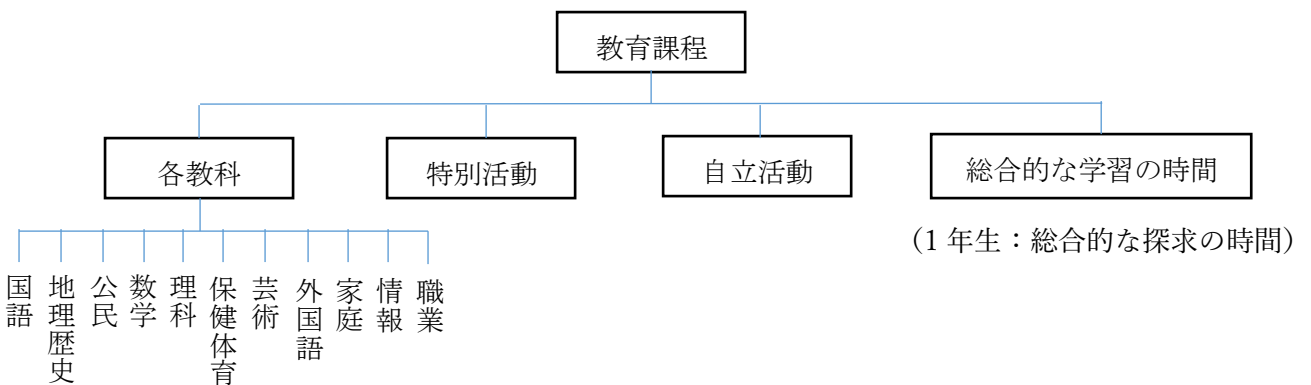 教育課程
各教科
特別活動
自立活動
総合的な学習の時間
(1年生：総合的な探求の時間)
国語
地理歴史
公民
数学
理科
保健体育
芸術
外国語
家庭
情報
職業